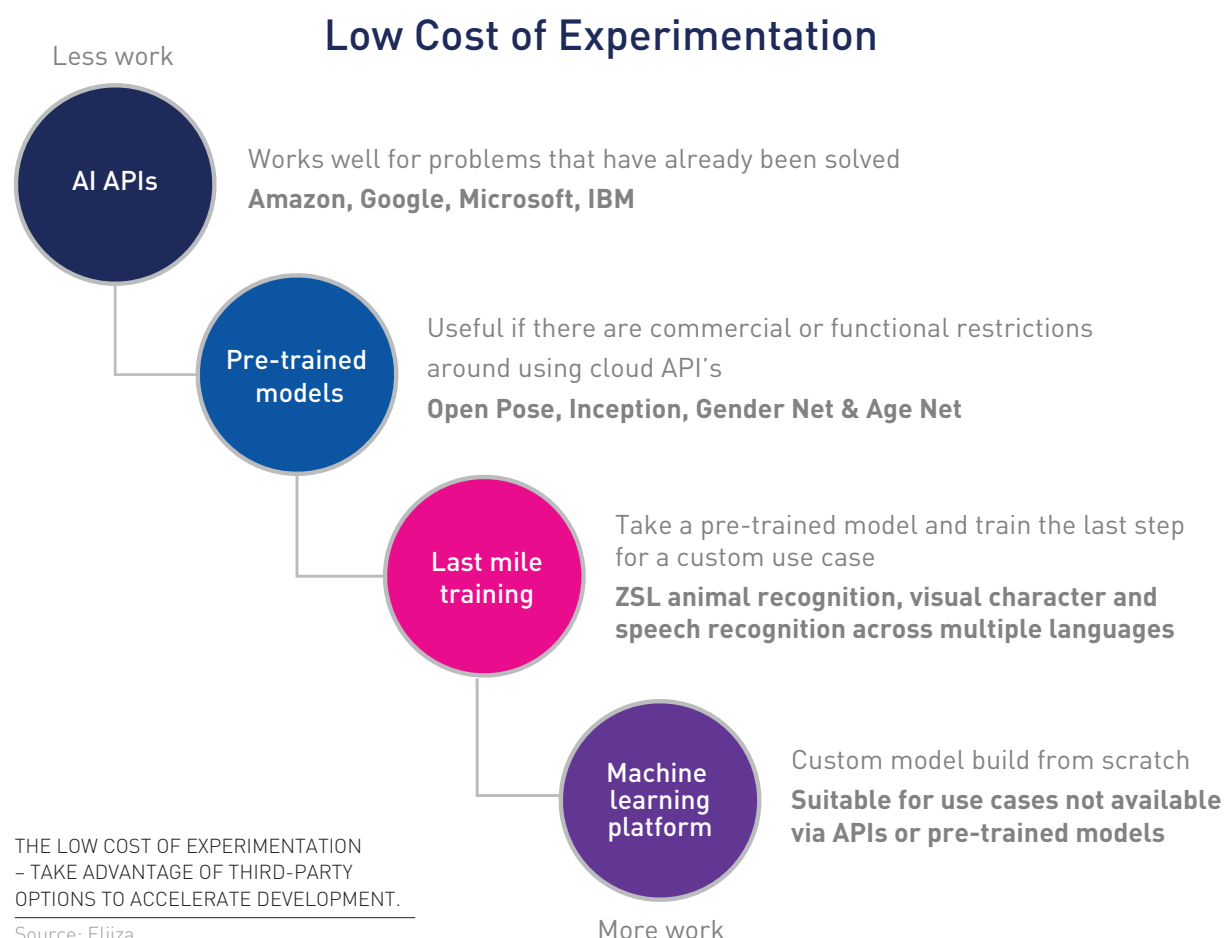 Low Cost of Experimentation
Less work
AI APIs
Works well for problems that have already been solved
Amazon, Google, Microsoft, IBM
Pre-trained
models
Useful if there are commercial or functional restrictions
around using cloud API's
Open Pose, Inception, Gender Net & Age Net
Last mile
training
Take a pre-trained model and train the last step
for a custom use case
ZSL animal recognition, visual character and
speech recognition across multiple languages
Machine
learning
platform
Custom model build from scratch
Suitable for use cases not available
via APIs or pre-trained models
More work
THE LOW COST OF EXPERIMENTATION
– TAKE ADVANTAGE OF THIRD-PARTY
OPTIONS TO ACCELERATE DEVELOPMENT.
Source: Eliiza